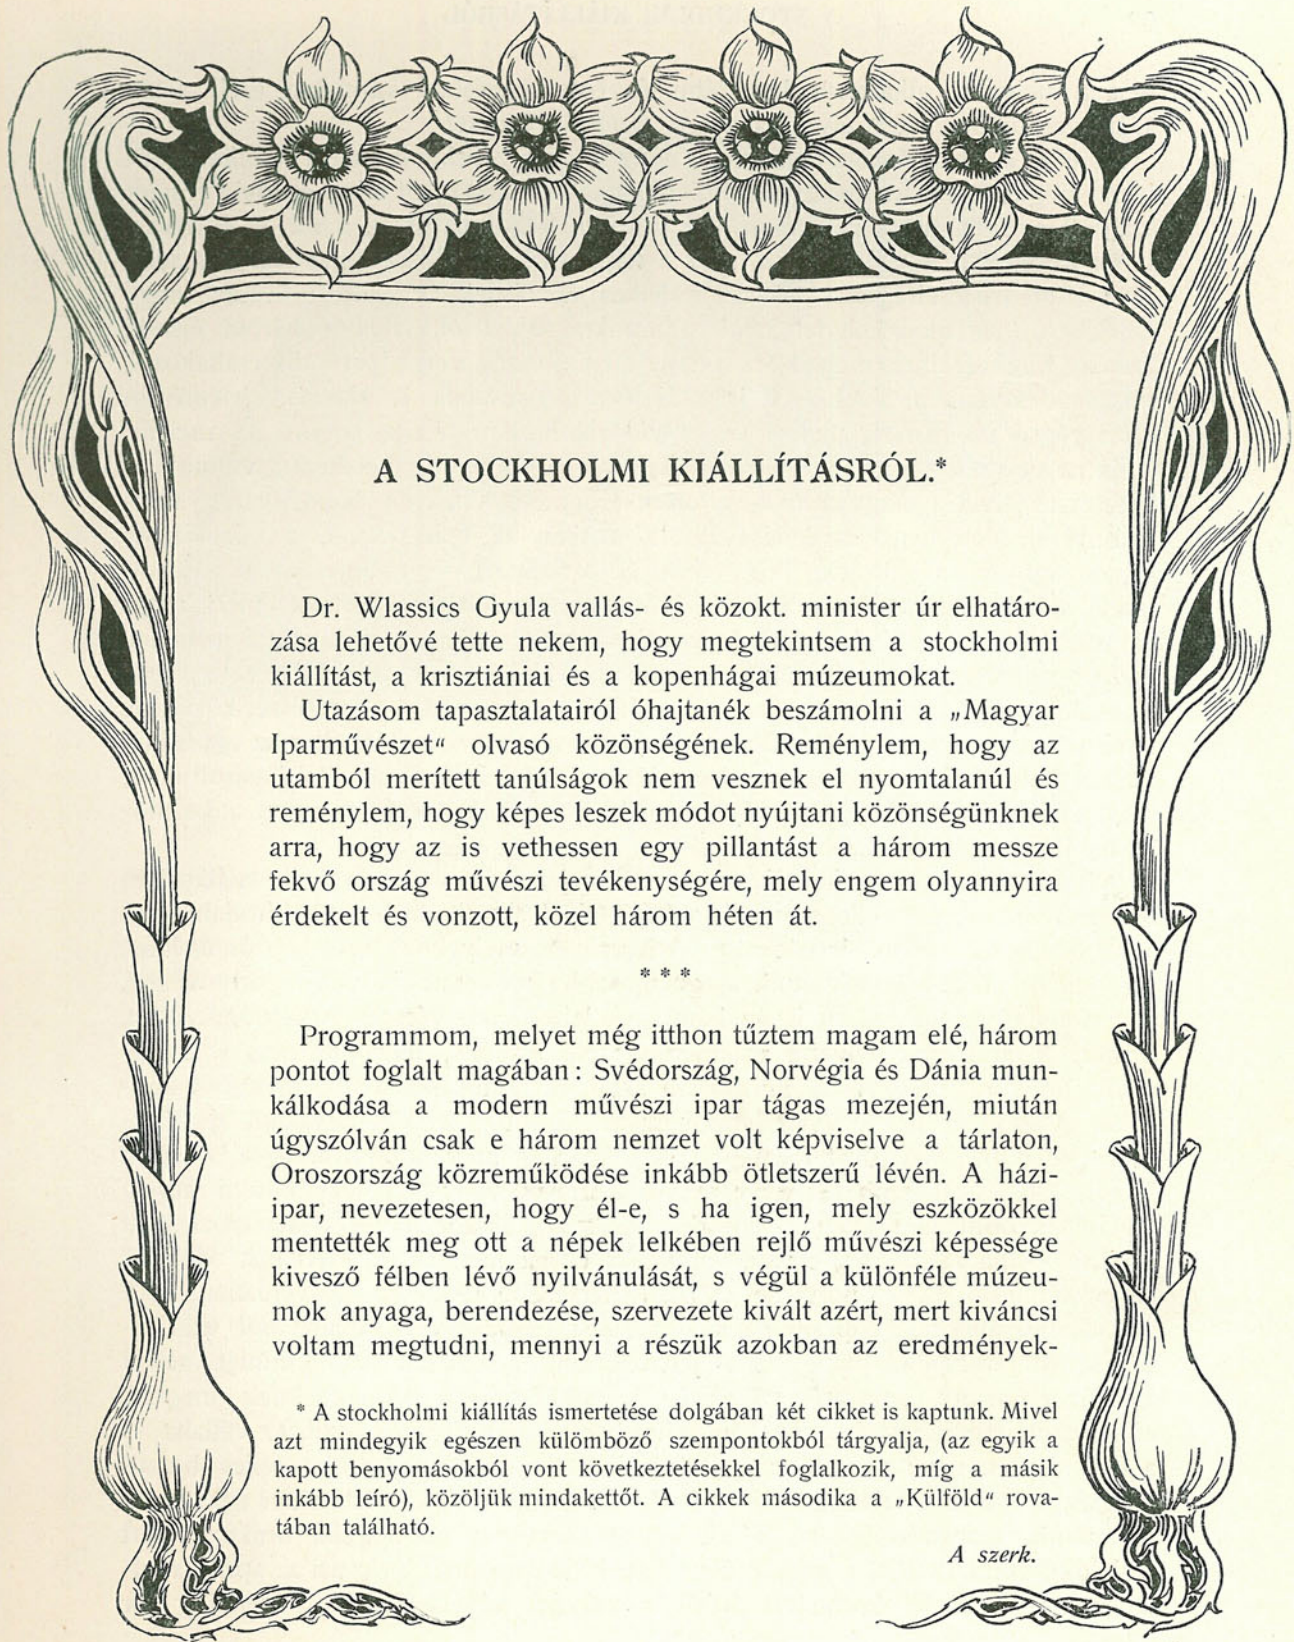 A STOCKHOLMI KIÁLLÍTÁSRÓL.*
Dr. Wlassics Gyula vallás- és közokt. minister úr elhatáro-
zása lehetővé tette nekem, hogy megtekintsem a stockholmi
kiállítást, a krisztiániai és a kopenhágai múzeumokat.
Utazásom tapasztalatairól óhajtanék beszámolni a „Magyar
Iparművészet" olvasó közönségének. Reménylem, hogy az
utamból merített tanúlságok nem vesznek el nyomtalanúl és
reménylem, hogy képes leszek módot nyújtani közönségünknek
arra, hogy az is vethessen egy pillantást a három messze
fekvő ország művészi tevékenységére, mely engem olyannyira
érdekelt és vonzott, közel három héten át.
* * *
Programmom, melyet még itthon tűztem magam elé, három
pontot foglalt magában : Svédország, Norvégia és Dánia mun-
kálkodása a modern művészi ipar tágas mezején, miután
úgyszólván csak e három nemzet volt képviselve a tárlaton,
Oroszország közreműködése inkább ötletszerű lévén. A házi-
ipar, nevezetesen, hogy él-e, s ha igen, mely eszközökkel
mentették meg ott a népek lelkében rejlő művészi képessége
kivesző félben lévő nyilvánulását, s végül a különféle múzeu-
mok anyaga, berendezése, szervezete kivált azért, mert kiváncsi
voltam megtudni, mennyi a részük azokban az eredmények-
* A stockholmi kiállítás ismertetése dolgában két cikket is kaptunk. Mivel
azt mindegyik egészen külömböző szempontokból tárgyalja, (az egyik a
kapott benyomásokból vont következtetésekkel foglalkozik, míg a másik
inkább leíró), közöljük mindakettőt. A cikkek másodika a „Külföld" rova-
tában található.
A szerk.